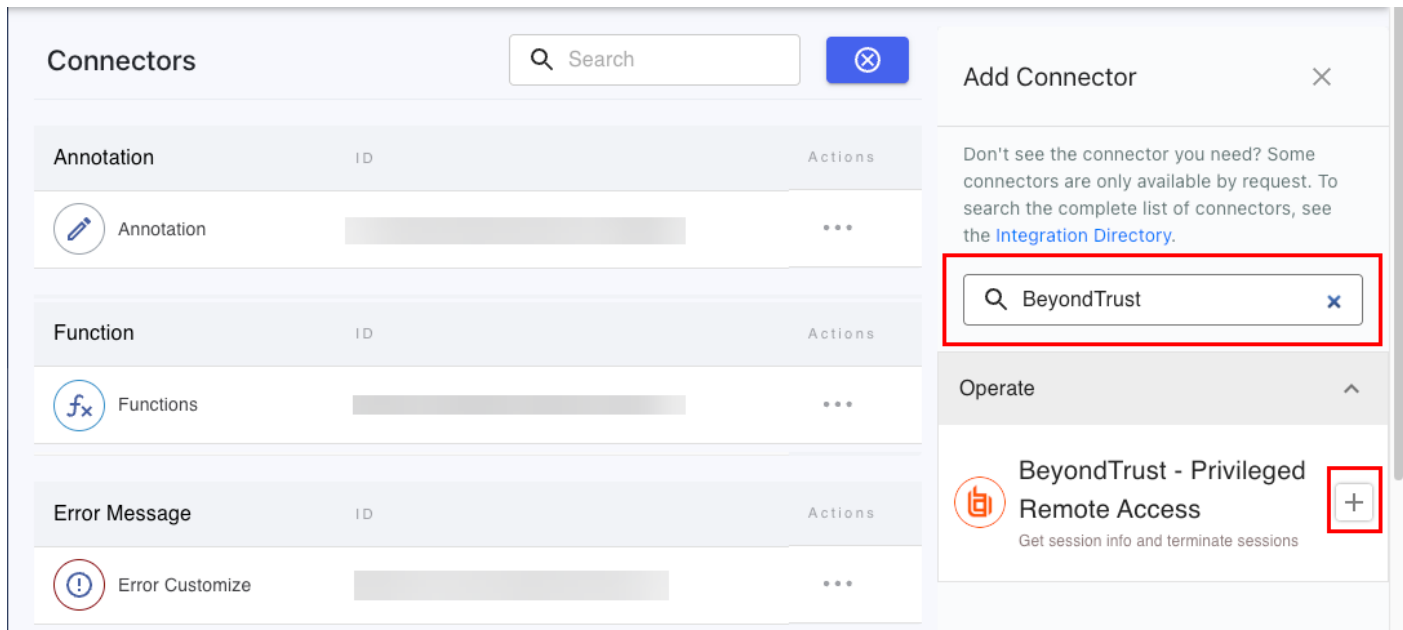 Connectors
Search
Annotation ID Actions
Annotation
Function ID Actions
Functions
Error Message ID Actions
Error Customize
Add Connector
Don't see the connector you need? Some
connectors are only available by request. To
search the complete list of connectors, see
the Integration Directory.
BeyondTrust
Operate
BeyondTrust - Privileged
Remote Access
Get session info and terminate sessions